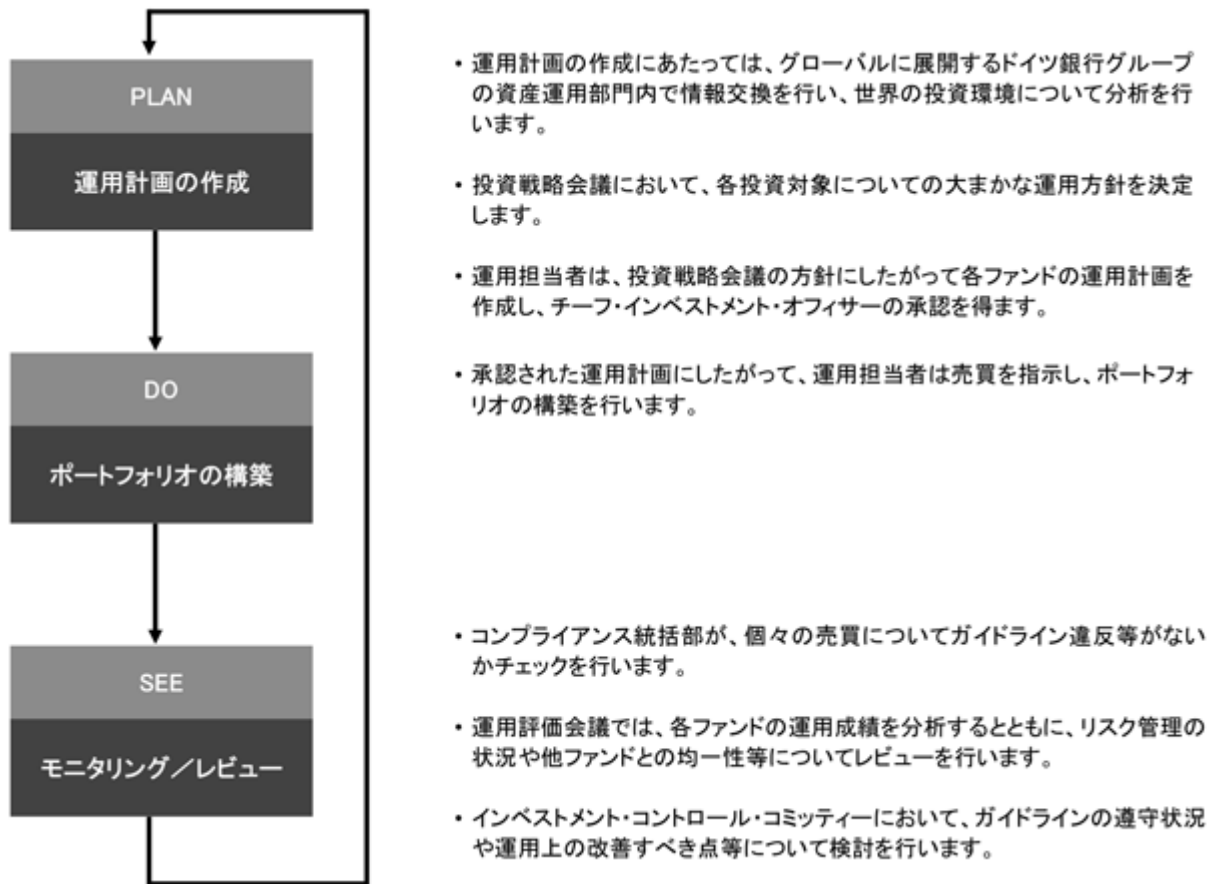 PLAN
運用計画の作成
・運用計画の作成にあたっては、グローバルに展開するドイツ銀行グループ
の資産運用部門内で情報交換を行い、世界の投資環境について分析を行
います。
・投資戦略会議において、各投資対象についての大まかな運用方針を決定
します。
・運用担当者は、投資戦略会議の方針にしたがって各ファンドの運用計画を
作成し、チーフ・インベストメント・オフィサーの承認を得ます。
DO
ポートフォリオの構築
・承認された運用計画にしたがって、運用担当者は売買を指示し、ポートフォ
リオの構築を行います。
SEE
モニタリング／レビュー
・コンプライアンス統括部が、個々の売買についてガイドライン違反等がない
かチェックを行います。
・運用評価会議では、各ファンドの運用成績を分析するとともに、リスク管理の
状況や他ファンドとの均一性等についてレビューを行います。
・インベストメント・コントロール・コミッティーにおいて、ガイドラインの遵守状況
や運用上の改善すべき点等について検討を行います。